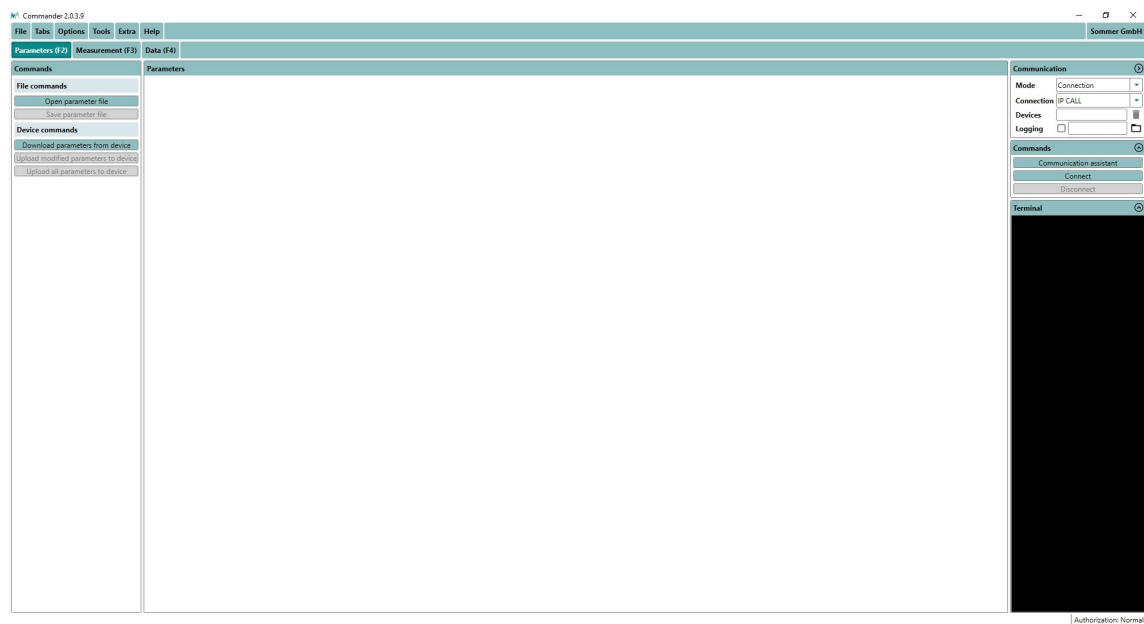 Commander 2.0.3.9
File Tabs Options Tools Extra Help Sommer GmbH
Parameters (F2) Measurement (F3) Data (F4)
Commands
File commands
Open parameter file
Save parameter file
Device commands
Download parameters from device
Upload modified parameters to device
Upload all parameters to device
Parameters
Communication
Mode Connection
Connection IP CALL
Devices
Logging
Commands
Communication assistant
Connect
Disconnect
Terminal
Authorization: Normal